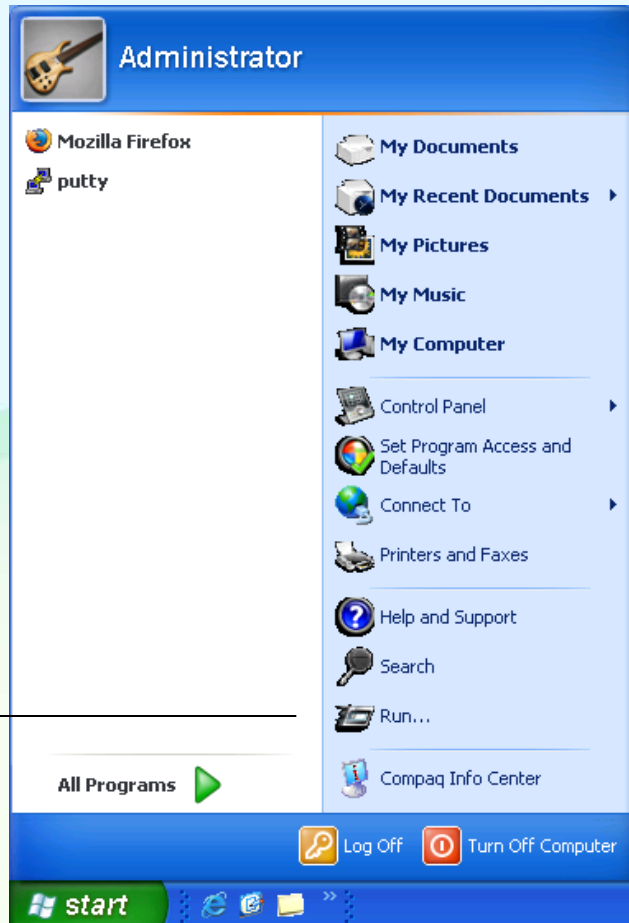 Administrator
Mozilla Firefox
putty
All Programs
My Documents
My Recent Documents
My Pictures
My Music
My Computer
Control Panel
Set Program Access and
Defaults
Connect To
Printers and Faxes
Help and Support
Search
Run...
Compaq Info Center
Log Off
Turn Off Computer
start